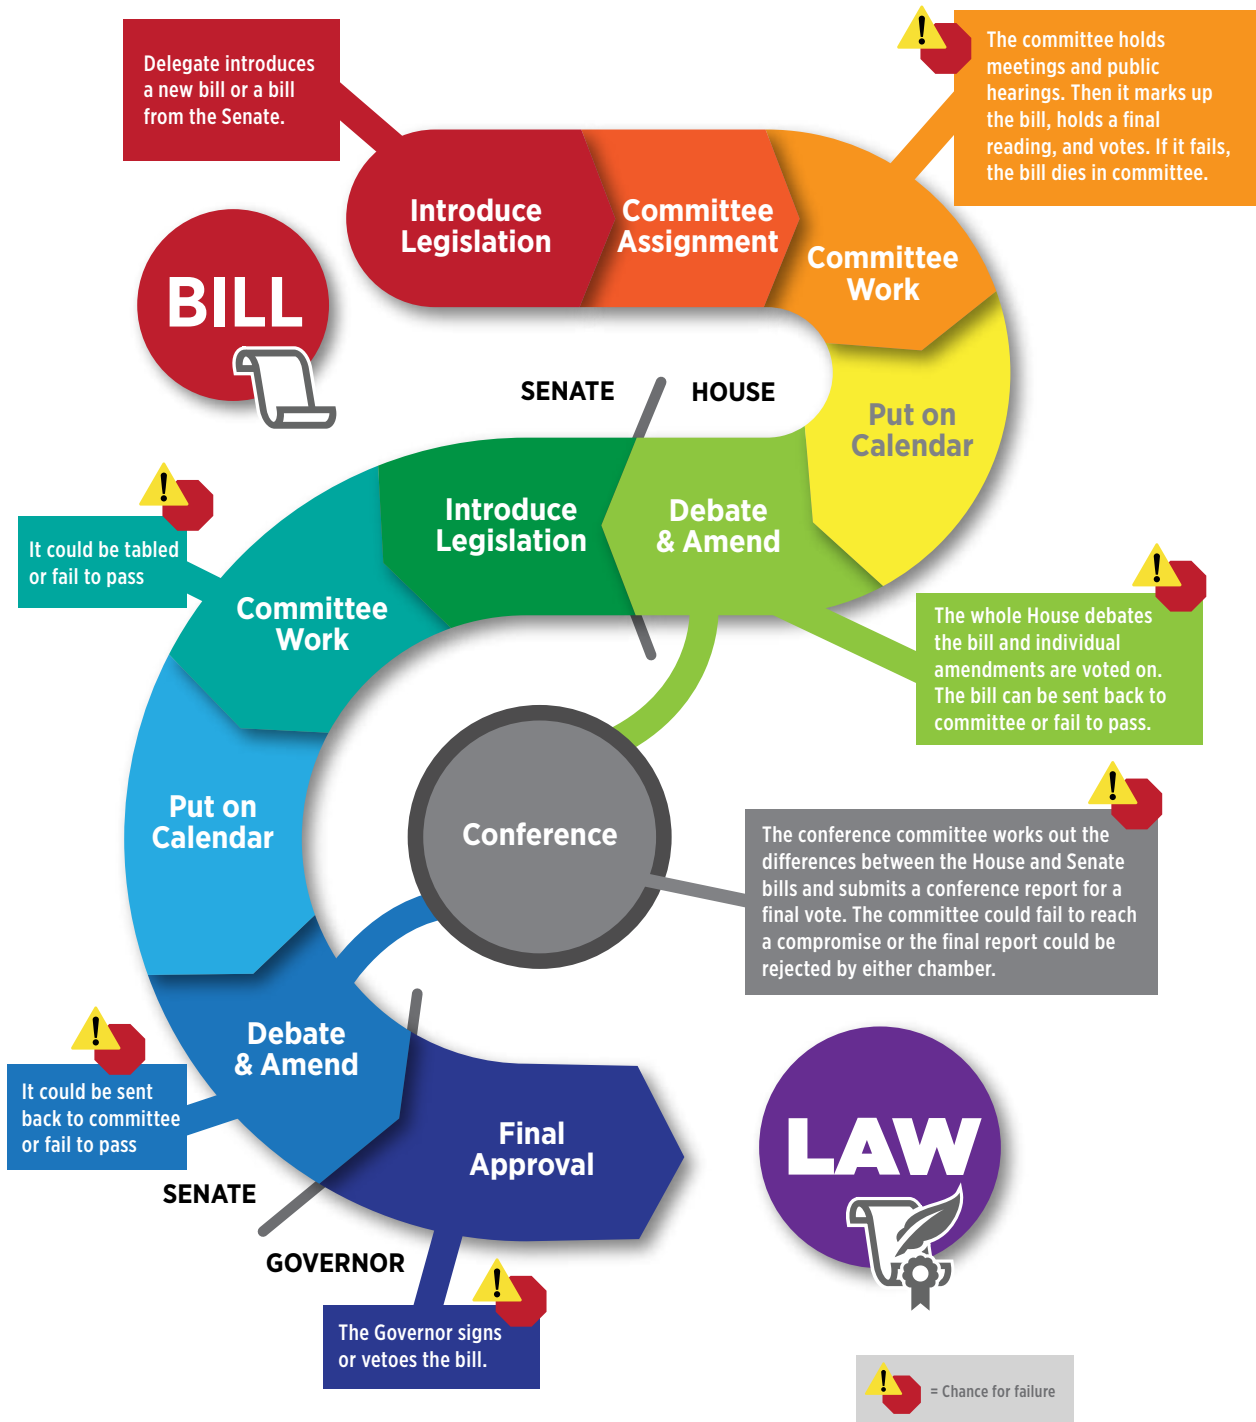 Delegate introduces
a new bill or a bill
from the Senate.
The committee holds
meetings and public
hearings. Then it marks up
the bill, holds a final
reading, and votes. If it fails,
the bill dies in committee.
Introduce
Legislation
Committee
Assignment
Committee
Work
BILL
SENATE
HOUSE
Put on
Calendar
Introduce
Legislation
Debate
& Amend
It could be tabled
or fail to pass
Committee
Work
The whole House debates
the bill and individual
amendments are voted on.
The bill can be sent back to
committee or fail to pass.
Put on
Calendar
Conference
The conference committee works out the
differences between the House and Senate
bills and submits a conference report for a
final vote. The committee could fail to reach
a compromise or the final report could be
rejected by either chamber.
Debate
& Amend
It could be sent
back to committee
or fail to pass
Final
Approval
LAW
SENATE
GOVERNOR
The Governor signs
or vetoes the bill.
= Chance for failure